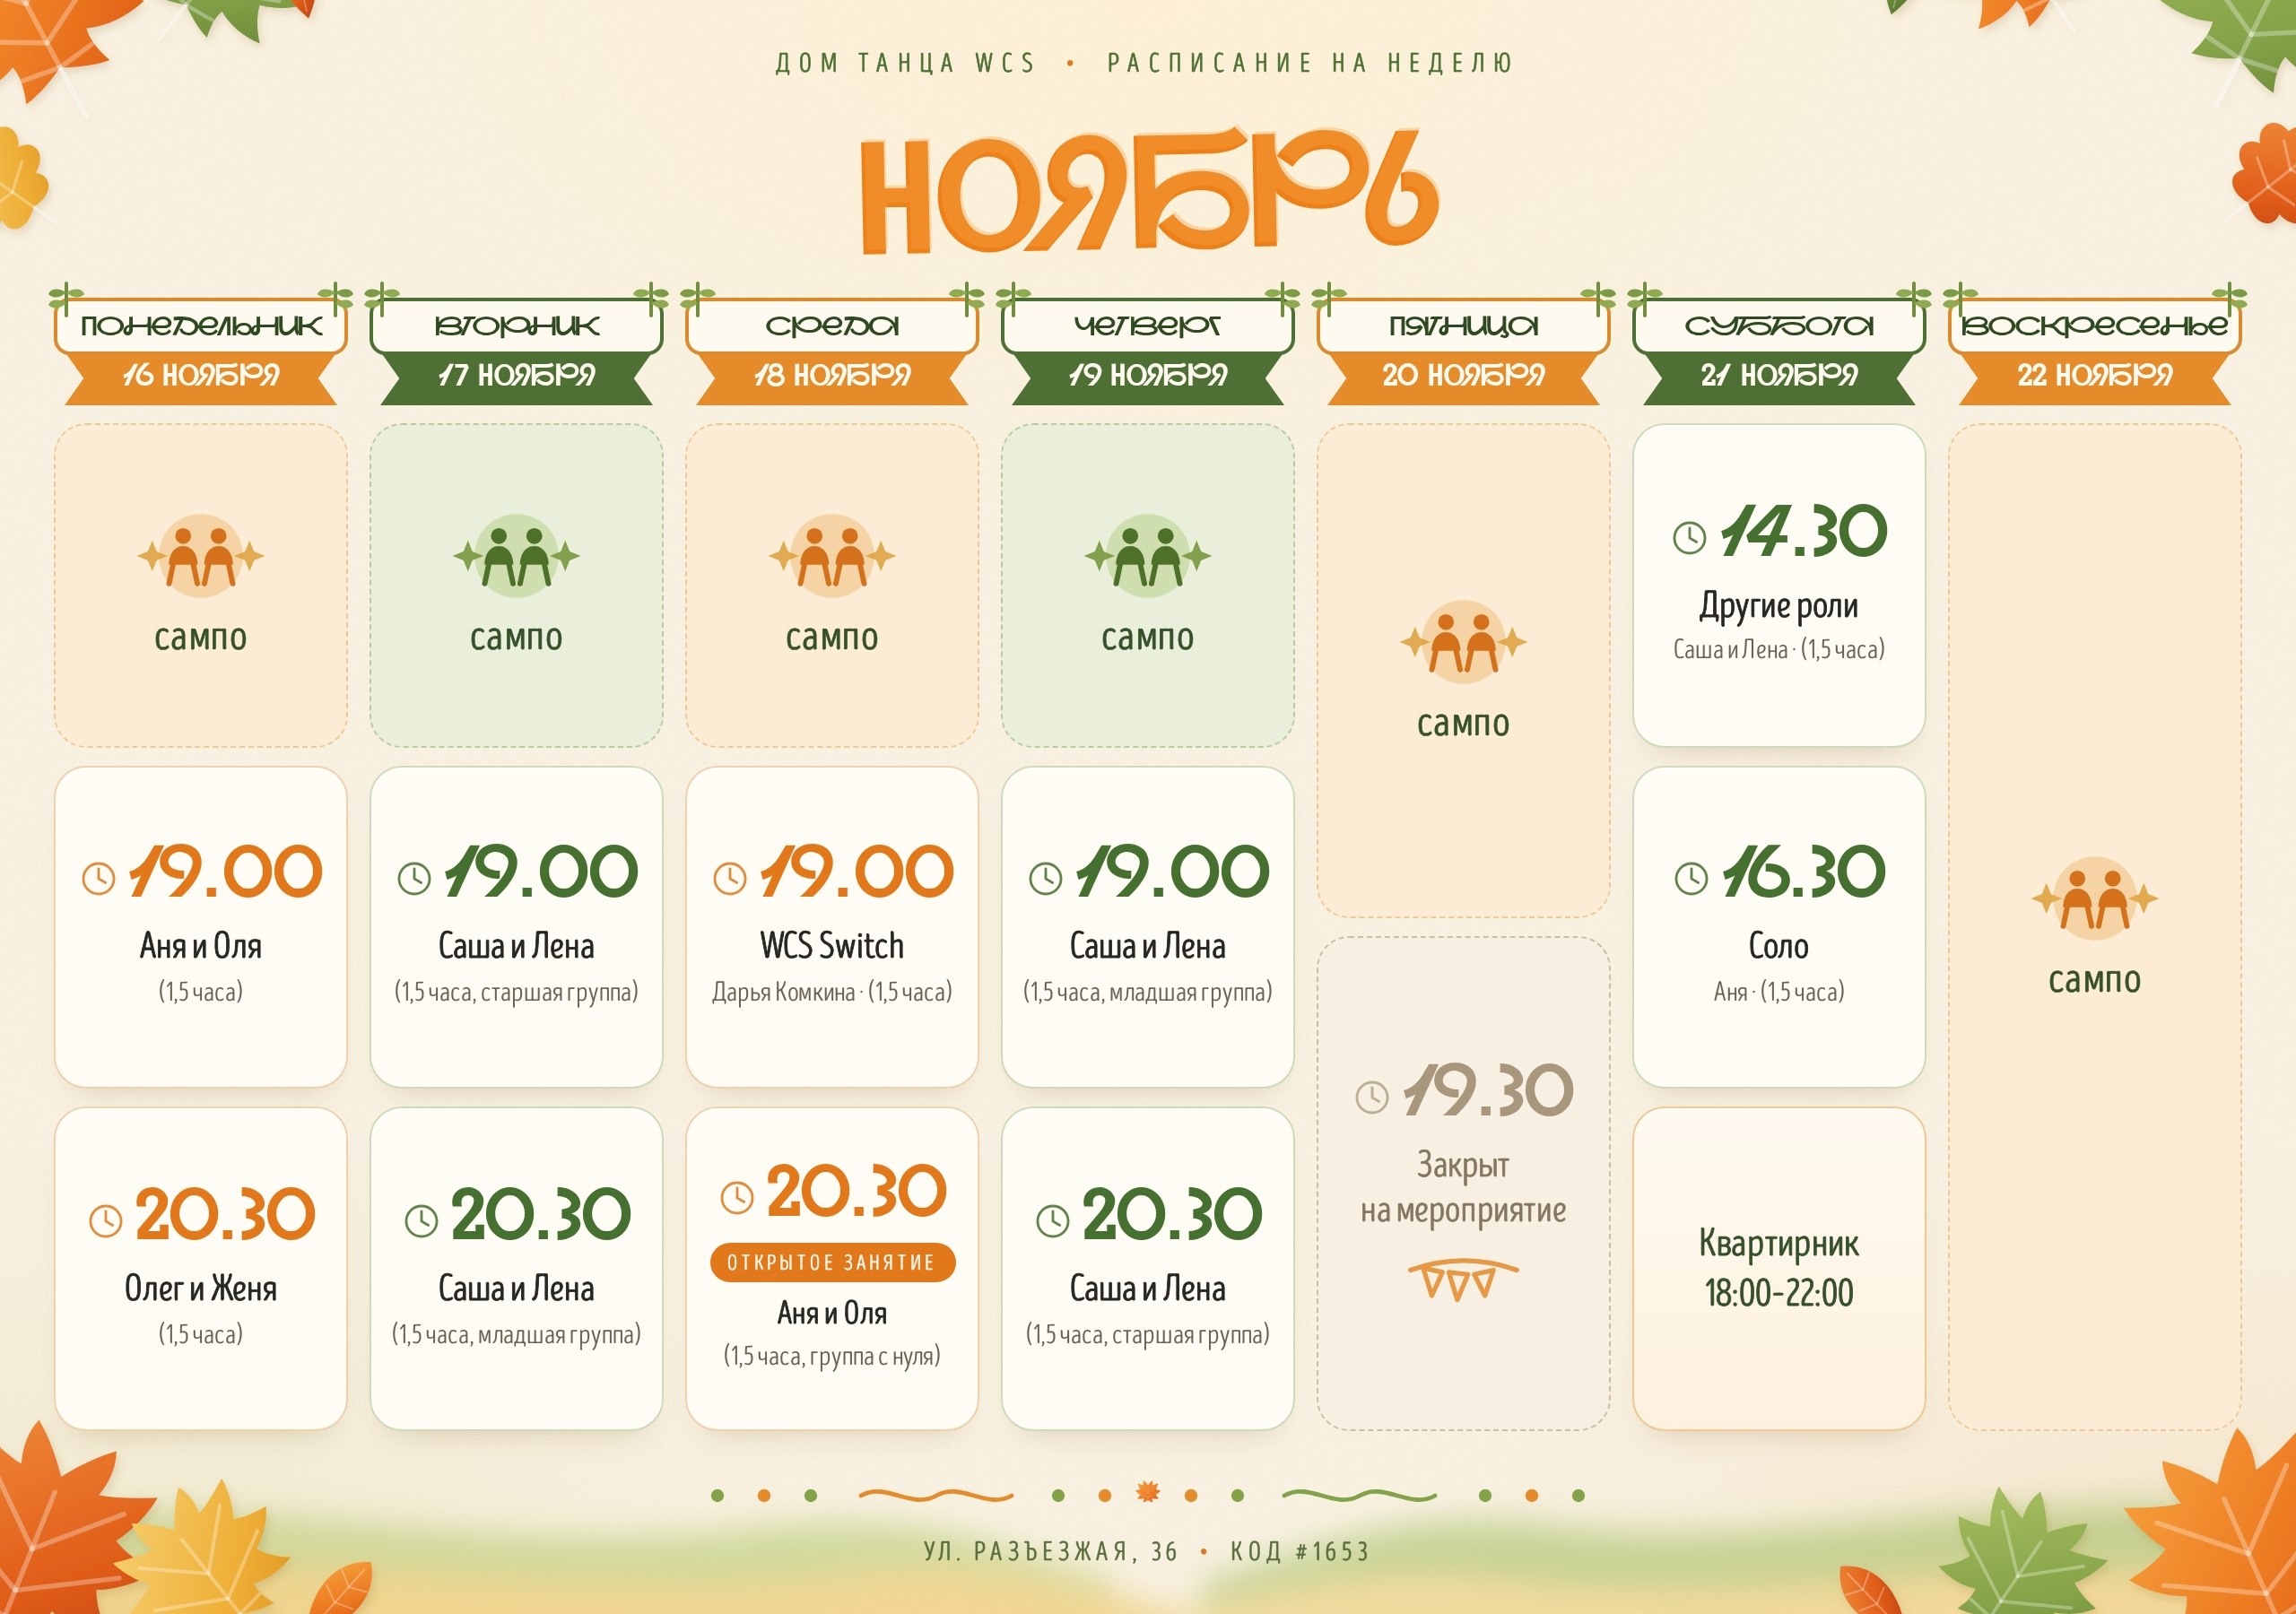 ДОМ ТАНЦА WCS • РАСПИСАНИЕ НА НЕДЕЛЮ
НОЯБРЬ
понедельник
16 НОЯБРЯ
сампо
19.00
Аня и Оля
(1,5 часа)
20.30
Олег и Женя
(1,5 часа)
вторник
17 НОЯБРЯ
сампо
19.00
Саша и Лена
(1,5 часа, старшая группа)
20.30
Саша и Лена
(1,5 часа, младшая группа)
среда
18 НОЯБРЯ
сампо
19.00
WCS Switch
Дарья Комкина · (1,5 часа)
20.30
ОТКРЫТОЕ ЗАНЯТИЕ
Аня и Оля
(1,5 часа, группа с нуля)
четверг
19 НОЯБРЯ
сампо
19.00
Саша и Лена
(1,5 часа, младшая группа)
20.30
Саша и Лена
(1,5 часа, старшая группа)
пятница
20 НОЯБРЯ
сампо
19.30
Закрыт
на мероприятие
суббота
21 НОЯБРЯ
14.30
Другие роли
Саша и Лена · (1,5 часа)
16.30
Соло
Аня · (1,5 часа)
Квартирник
18:00-22:00
воскресенье
22 НОЯБРЯ
сампо
УЛ. РАЗЪЕЗЖАЯ, 36 • КОД #1653